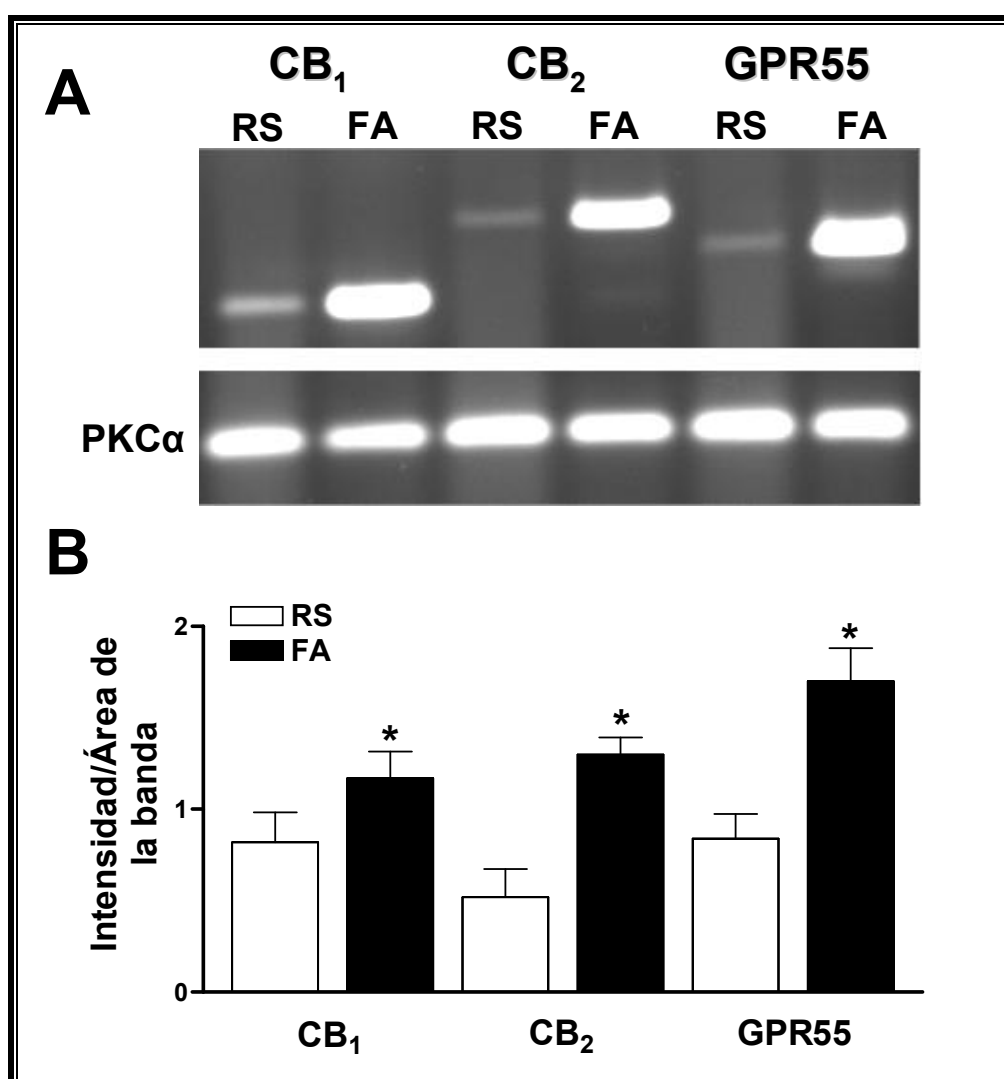 A
CB₁ CB₂ GPR55
RS FA RS FA RS FA
PKCα
B
Intensidad/Área de
la banda
RS
FA
2
1
0
*
*
*
CB₁ CB₂ GPR55